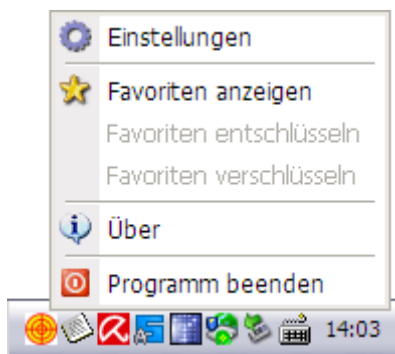 Einstellungen
Favoriten anzeigen
Favoriten entschlüsseln
Favoriten verschlüsseln
Über
Programm beenden
14:03